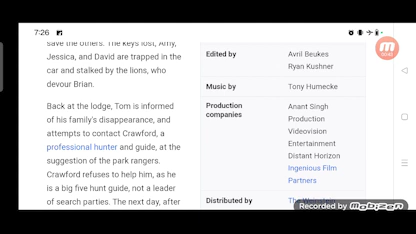 7:26
save the others. The keys lost, Amy,
Jessica, and David are trapped in the
car and stalked by the lions, who
devour Brian.
Back at the lodge, Tom is informed
of his family's disappearance, and
attempts to contact Crawford, a
professional hunter and guide, at the
suggestion of the park rangers.
Crawford refuses to help him, as he
is a big five hunt guide, not a leader
of search parties. The next day, after
Edited by
Avril Beukes
Ryan Kushner
Music by
Tony Humecke
Production
companies
Anant Singh
Production
Videovision
Entertainment
Distant Horizon
Ingenious Film
Partners
Distributed by
The Weinstein
Recorded by
mobizen